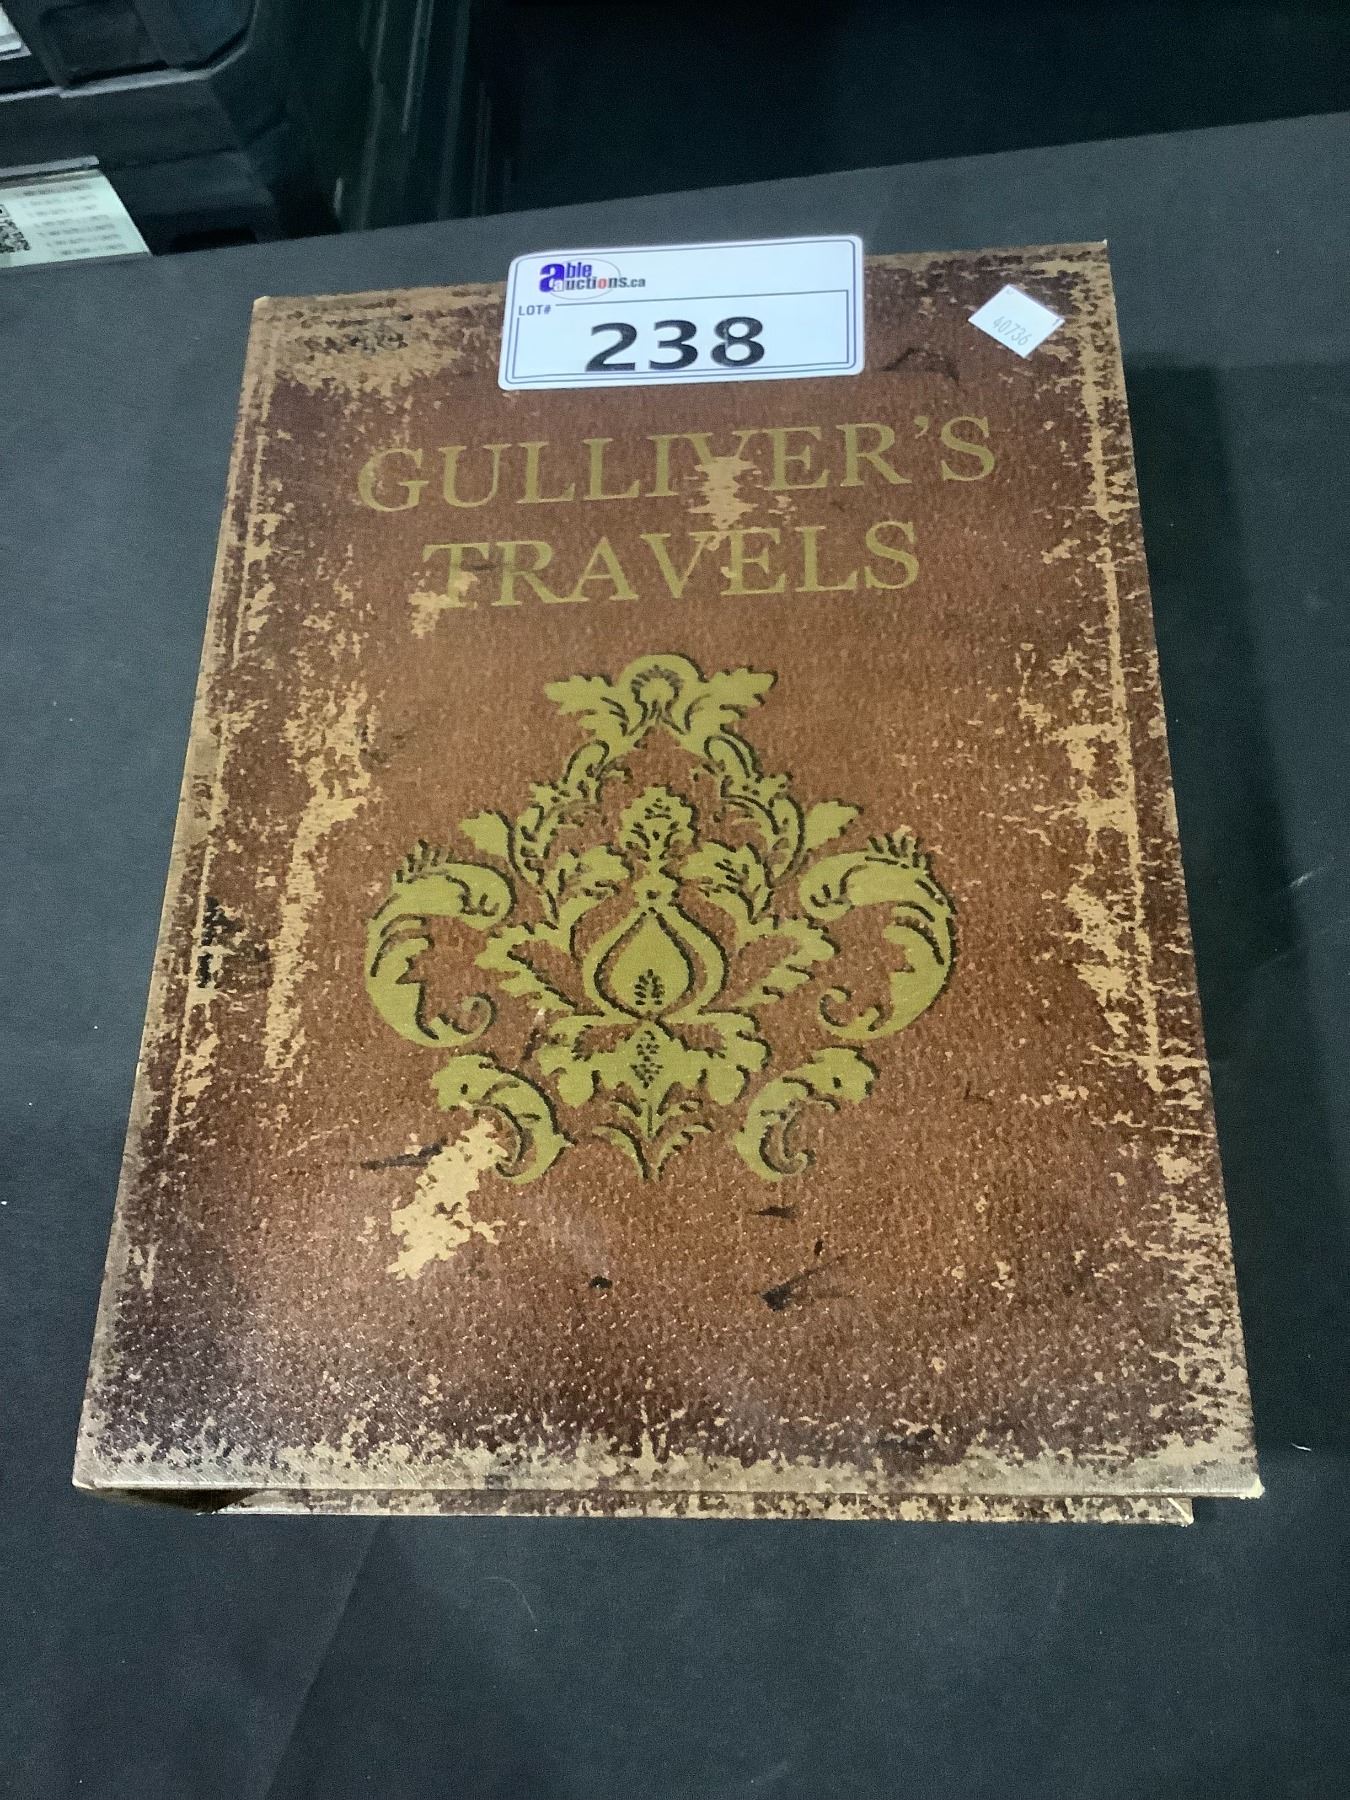 able
auctions.ca
LOT#
238
40736
GULLIVER'S
TRAVELS